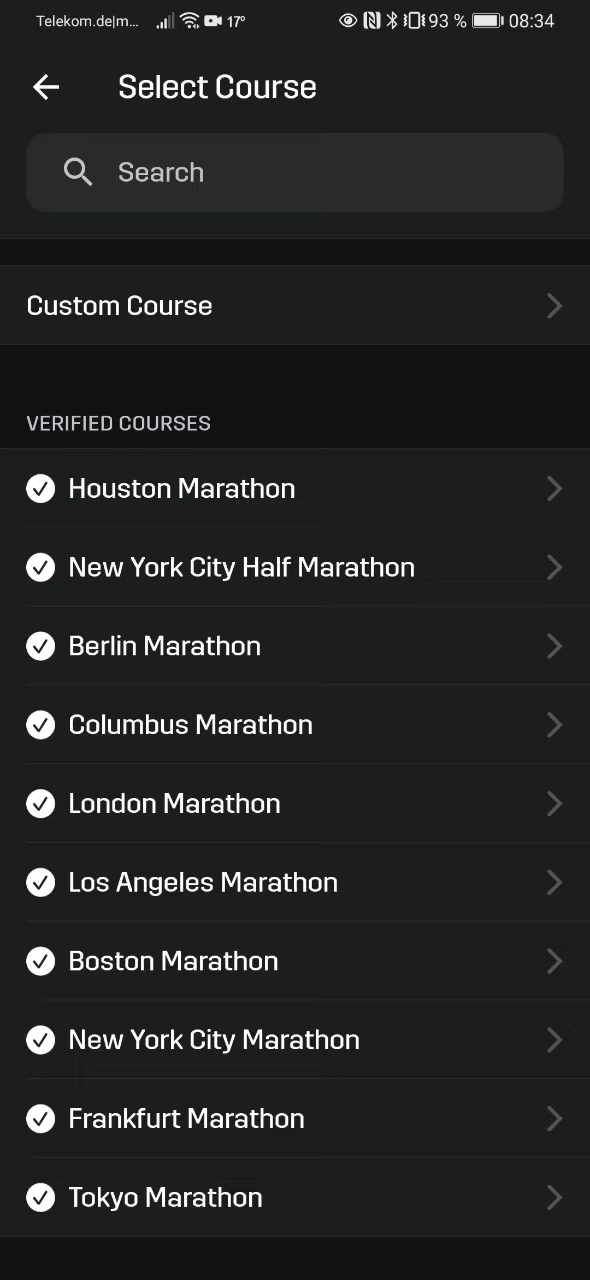 Telekom.de|m... 17° 93 % 08:34
Select Course
Search
Custom Course
VERIFIED COURSES
Houston Marathon
New York City Half Marathon
Berlin Marathon
Columbus Marathon
London Marathon
Los Angeles Marathon
Boston Marathon
New York City Marathon
Frankfurt Marathon
Tokyo Marathon